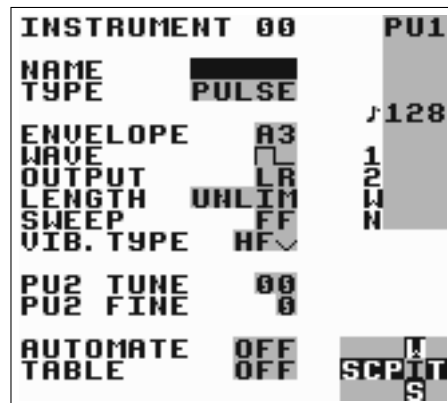 INSTRUMENT 00 PU1
NAME
TYPE PULSE
♪128
ENVELOPE A3
WAVE 1
OUTPUT LR 2
LENGTH UNLIM W
SWEEP FF N
VIB. TYPE HF
PU2 TUNE 00
PU2 FINE 0
AUTOMATE OFF W
TABLE OFF SCPIT
S